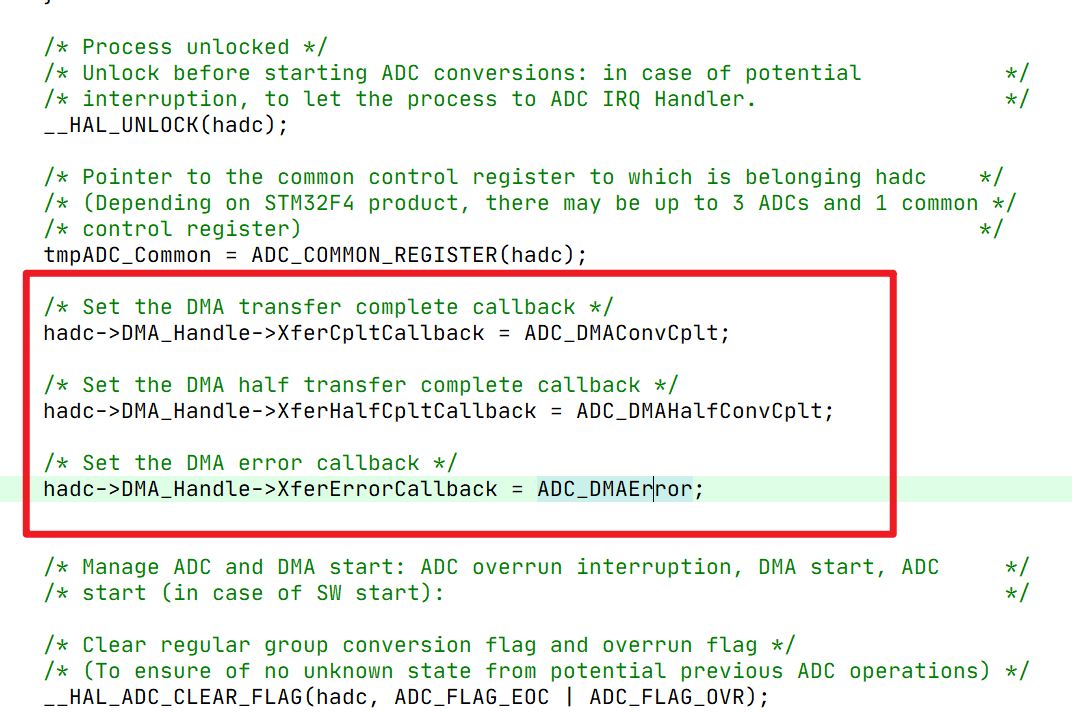 /* Process unlocked */
/* Unlock before starting ADC conversions: in case of potential */
/* interruption, to let the process to ADC IRQ Handler. */
__HAL_UNLOCK(hadc);
/* Pointer to the common control register to which is belonging hadc */
/* (Depending on STM32F4 product, there may be up to 3 ADCs and 1 common */
/* control register) */
tmpADC_Common = ADC_COMMON_REGISTER(hadc);
/* Set the DMA transfer complete callback */
hadc->DMA_Handle->XferCpltCallback = ADC_DMAConvCplt;
/* Set the DMA half transfer complete callback */
hadc->DMA_Handle->XferHalfCpltCallback = ADC_DMAHalfConvCplt;
/* Set the DMA error callback */
hadc->DMA_Handle->XferErrorCallback = ADC_DMAError;
/* Manage ADC and DMA start: ADC overrun interruption, DMA start, ADC */
/* start (in case of SW start): */
/* Clear regular group conversion flag and overrun flag */
/* (To ensure of no unknown state from potential previous ADC operations) */
__HAL_ADC_CLEAR_FLAG(hadc, ADC_FLAG_EOC | ADC_FLAG_OVR);